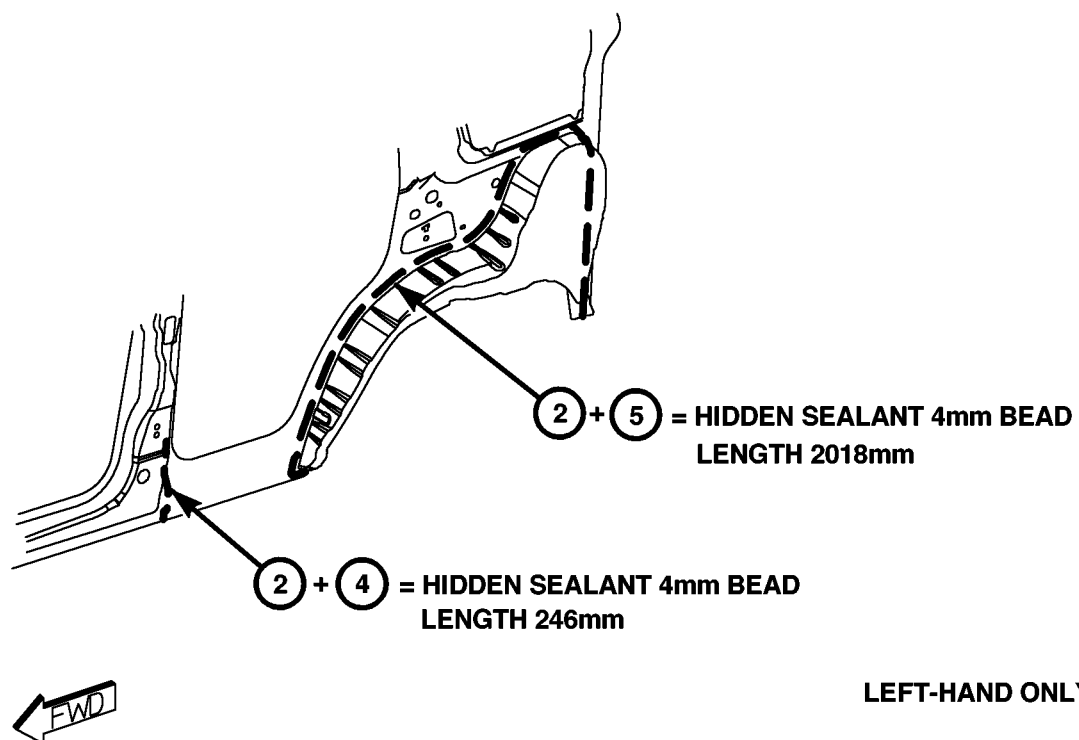 2 + 5 = HIDDEN SEALANT 4mm BEAD
LENGTH 2018mm
2 + 4 = HIDDEN SEALANT 4mm BEAD
LENGTH 246mm
FWD
LEFT-HAND ONLY